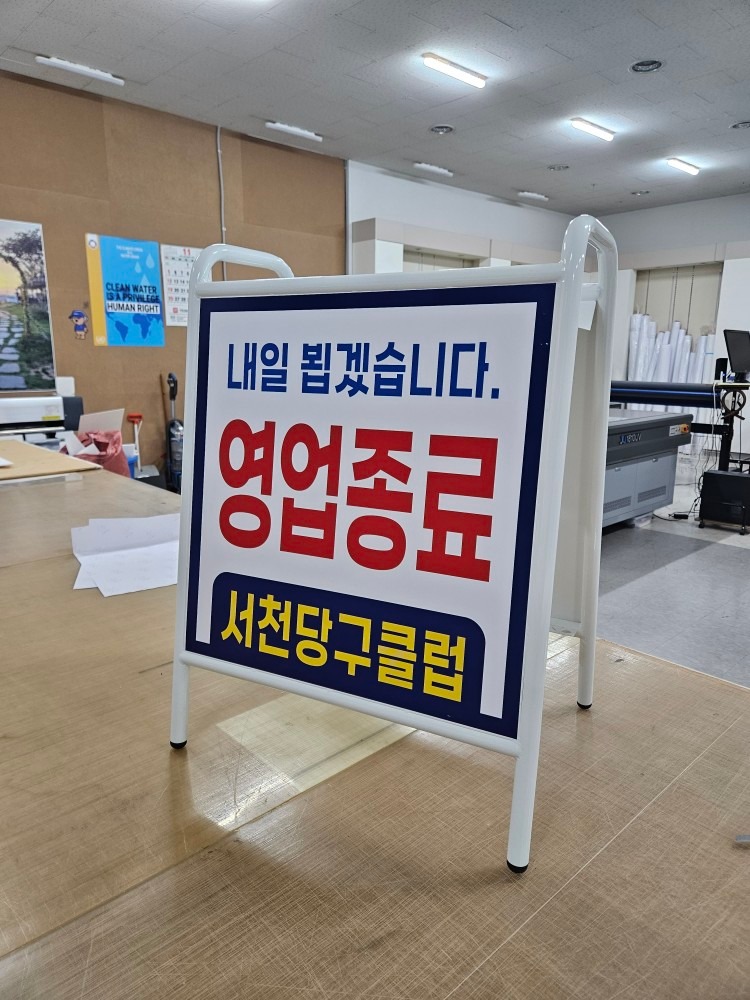 내일 뵙겠습니다.
영업종료
서천당구클럽
CLEAN WATER
IS A PRIVILEGE
HUMAN RIGHT
11